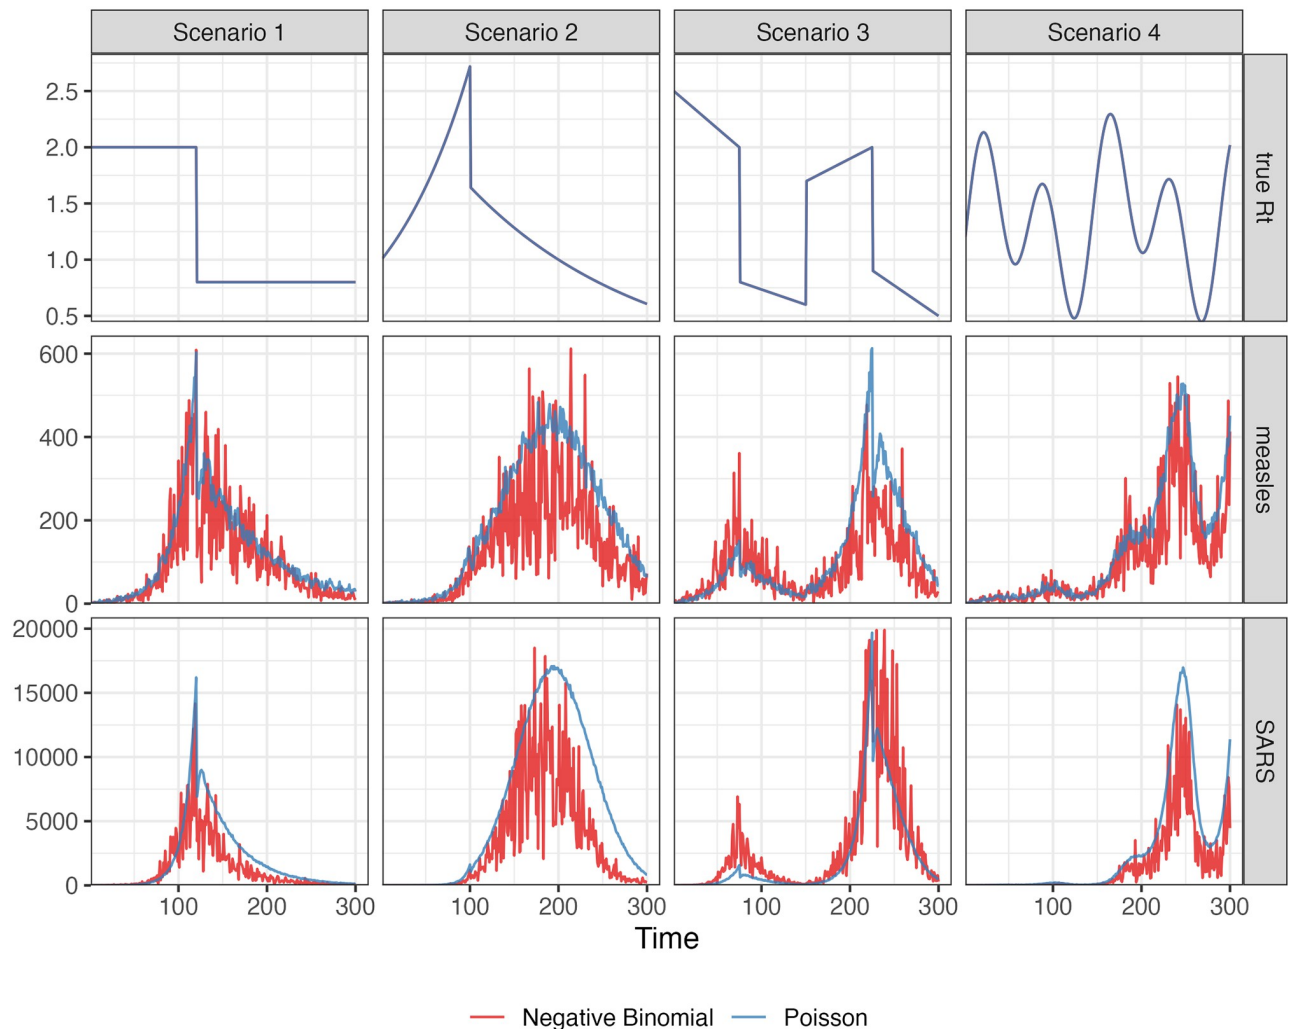 Scenario 1 Scenario 2 Scenario 3 Scenario 4
2.5
2.0
1.5
1.0
0.5
true Rt
600
400
200
0
measles
20000
15000
10000
5000
0
SARS
100 200 300 100 200 300 100 200 300 100 200 300
Time
Negative Binomial Poisson